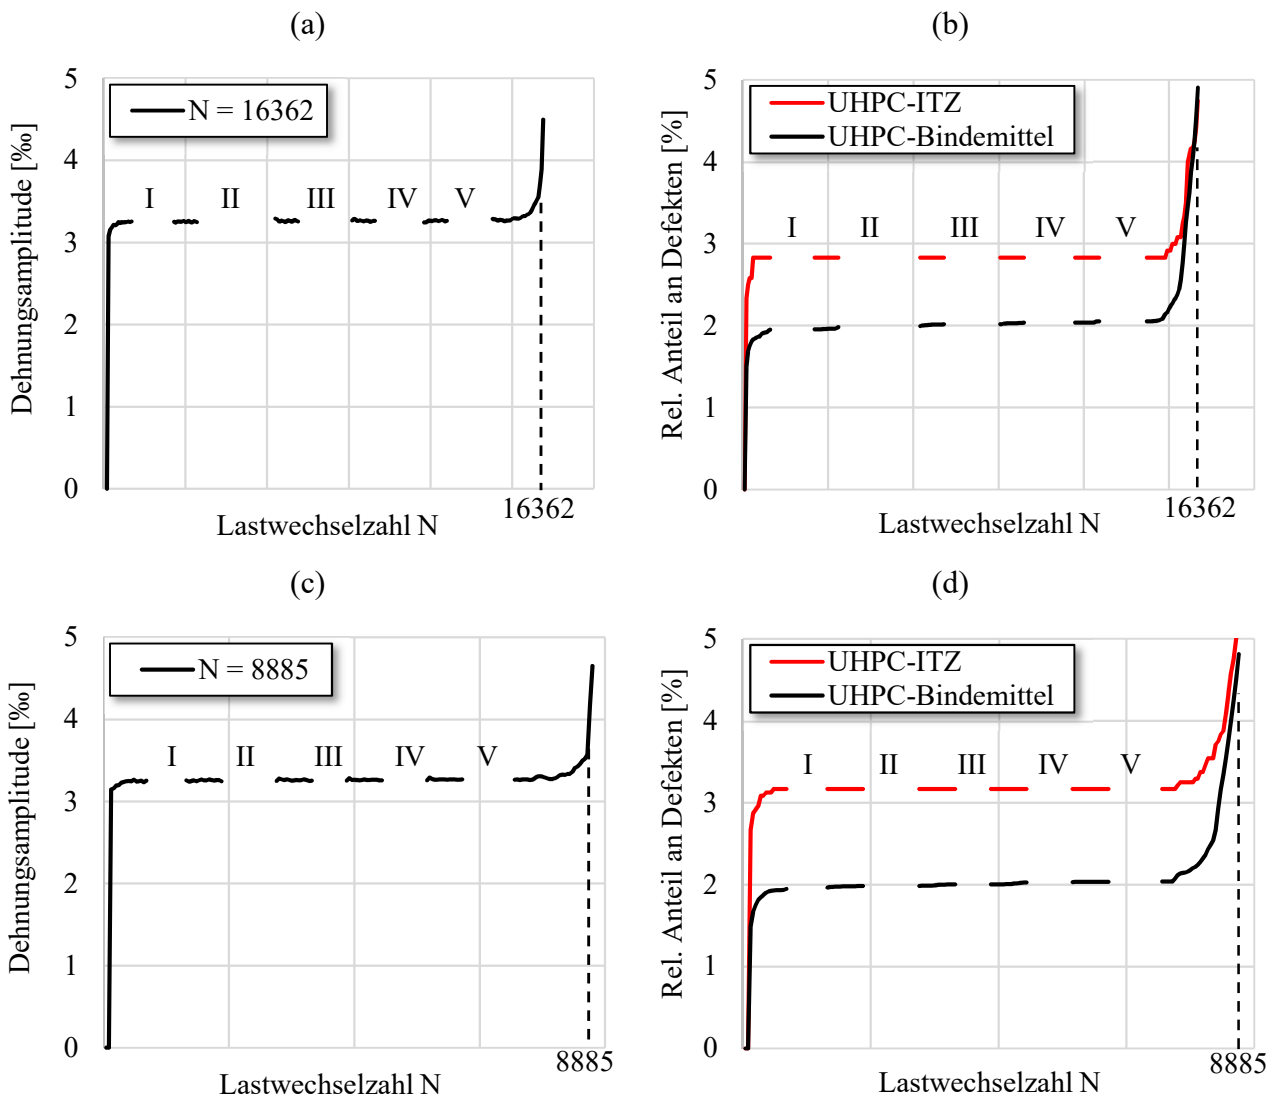 (a)
(b)
5
N = 16362
4
3
2
1
0
I II III IV V
Dehnungsamplitude [‰]
16362
Lastwechselzahl N
5
UHPC-ITZ
UHPC-Bindemittel
4
3
2
1
0
I II III IV V
Rel. Anteil an Defekten [%]
16362
Lastwechselzahl N
(c)
(d)
5
N = 8885
4
3
2
1
0
I II III IV V
Dehnungsamplitude [‰]
8885
Lastwechselzahl N
5
UHPC-ITZ
UHPC-Bindemittel
4
3
2
1
0
I II III IV V
Rel. Anteil an Defekten [%]
8885
Lastwechselzahl N